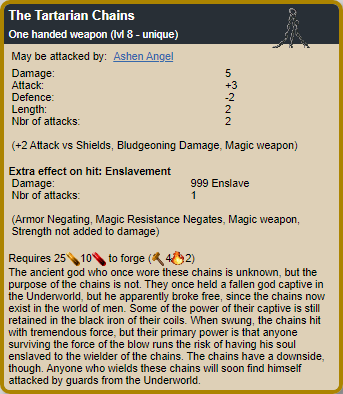 The Tartarian Chains
One handed weapon (lvl 8 - unique)
May be attacked by: Ashen Angel
Damage: 5
Attack: +3
Defence: -2
Length: 2
Nbr of attacks: 2
(+2 Attack vs Shields, Bludgeoning Damage, Magic weapon)
Extra effect on hit: Enslavement
Damage: 999 Enslave
Nbr of attacks: 1
(Armor Negating, Magic Resistance Negates, Magic weapon,
Strength not added to damage)
Requires 25 10 to forge ( 4 2)
The ancient god who once wore these chains is unknown, but the
purpose of the chains is not. They once held a fallen god captive in
the Underworld, but he apparently broke free, since the chains now
exist in the world of men. Some of the power of their captive is still
retained in the black iron of their coils. When swung, the chains hit
with tremendous force, but their primary power is that anyone
surviving the force of the blow runs the risk of having his soul
enslaved to the wielder of the chains. The chains have a downside,
though. Anyone who wields these chains will soon find himself
attacked by guards from the Underworld.